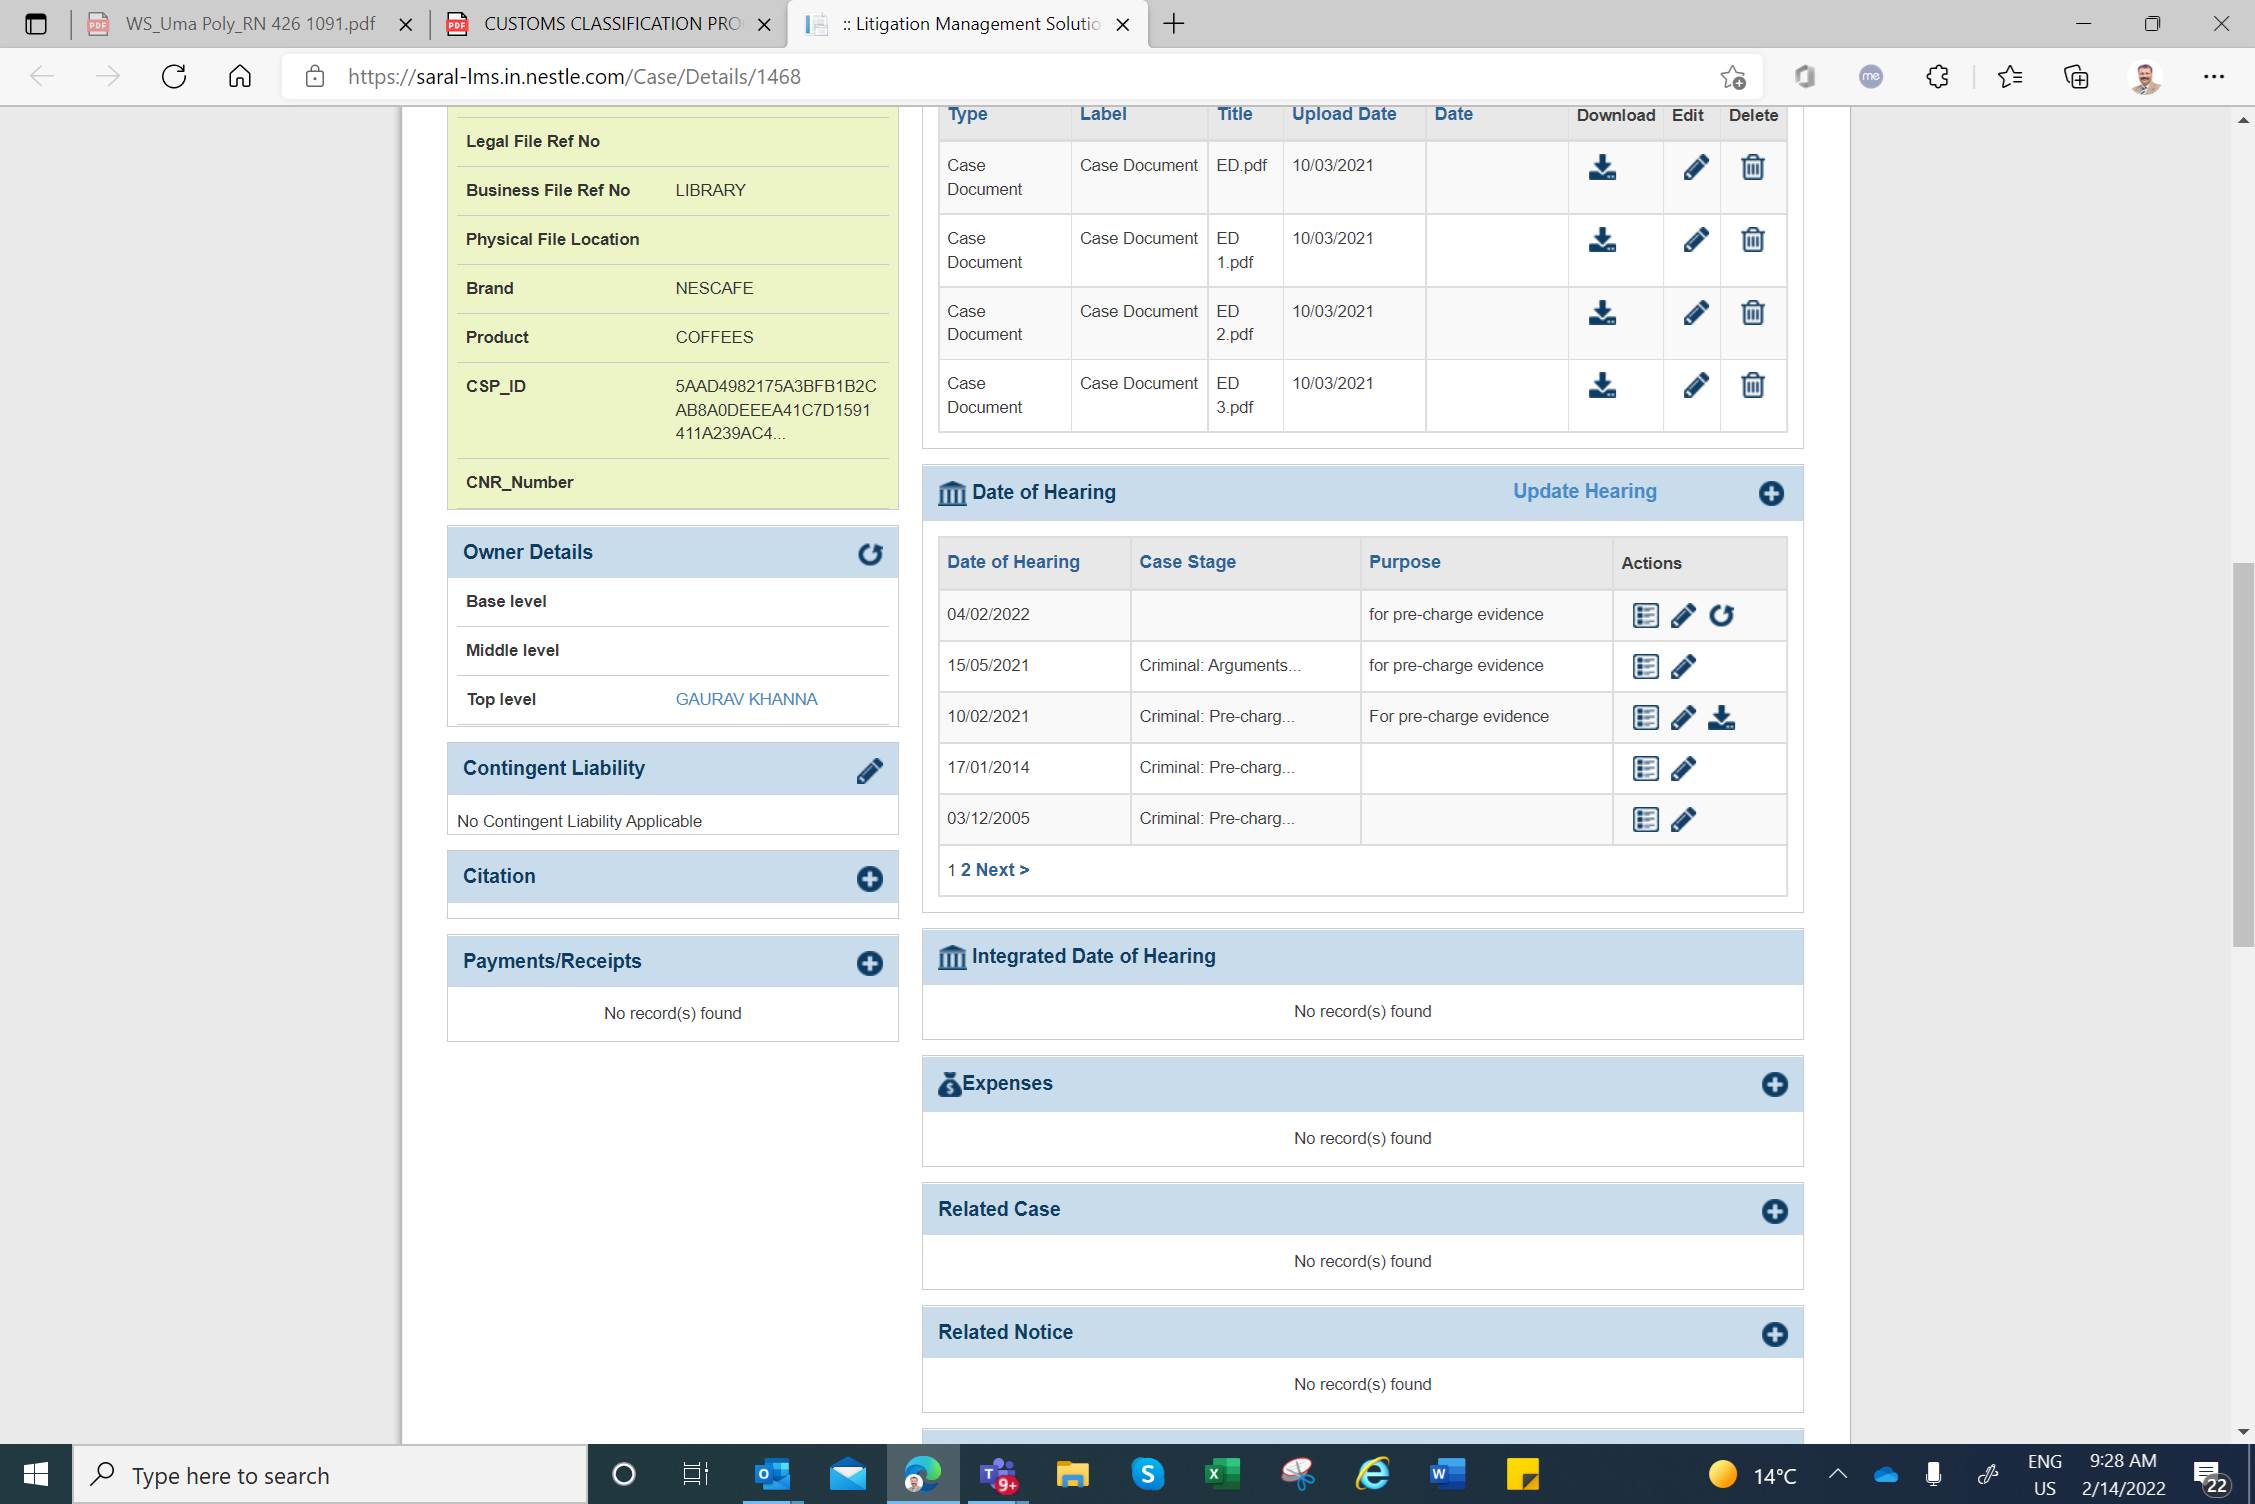 WS_Uma Poly_RN 426 1091.pdf
CUSTOMS CLASSIFICATION PRO
:: Litigation Management Solutio
https://saral-lms.in.nestle.com/Case/Details/1468
me
Legal File Ref No
Business File Ref No LIBRARY
Physical File Location
Brand NESCAFE
Product COFFEES
CSP_ID 5AAD4982175A3BFB1B2C
AB8A0DEEEA41C7D1591
411A239AC4...
CNR_Number
Owner Details
Base level
Middle level
Top level GAURAV KHANNA
Contingent Liability
No Contingent Liability Applicable
Citation
Payments/Receipts
No record(s) found
Type Label Title Upload Date Date Download Edit Delete
Case Document Case Document ED.pdf 10/03/2021
Case Document Case Document ED 1.pdf 10/03/2021
Case Document Case Document ED 2.pdf 10/03/2021
Case Document Case Document ED 3.pdf 10/03/2021
Date of Hearing Update Hearing
Date of Hearing Case Stage Purpose Actions
04/02/2022 for pre-charge evidence
15/05/2021 Criminal: Arguments... for pre-charge evidence
10/02/2021 Criminal: Pre-charg... For pre-charge evidence
17/01/2014 Criminal: Pre-charg...
03/12/2005 Criminal: Pre-charg...
1 2 Next >
Integrated Date of Hearing
No record(s) found
Expenses
No record(s) found
Related Case
No record(s) found
Related Notice
No record(s) found
Type here to search
9+
14°C
ENG
US
9:28 AM
2/14/2022
22